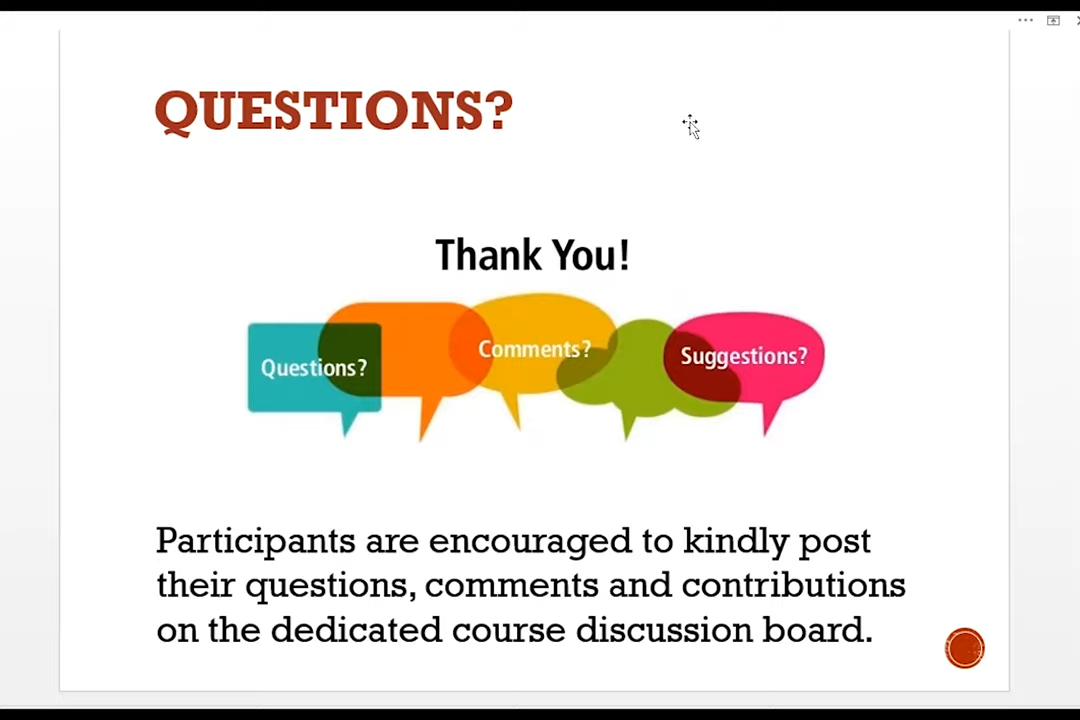 QUESTIONS?
Thank You!
Questions?
Comments?
Suggestions?
Participants are encouraged to kindly post
their questions, comments and contributions
on the dedicated course discussion board.